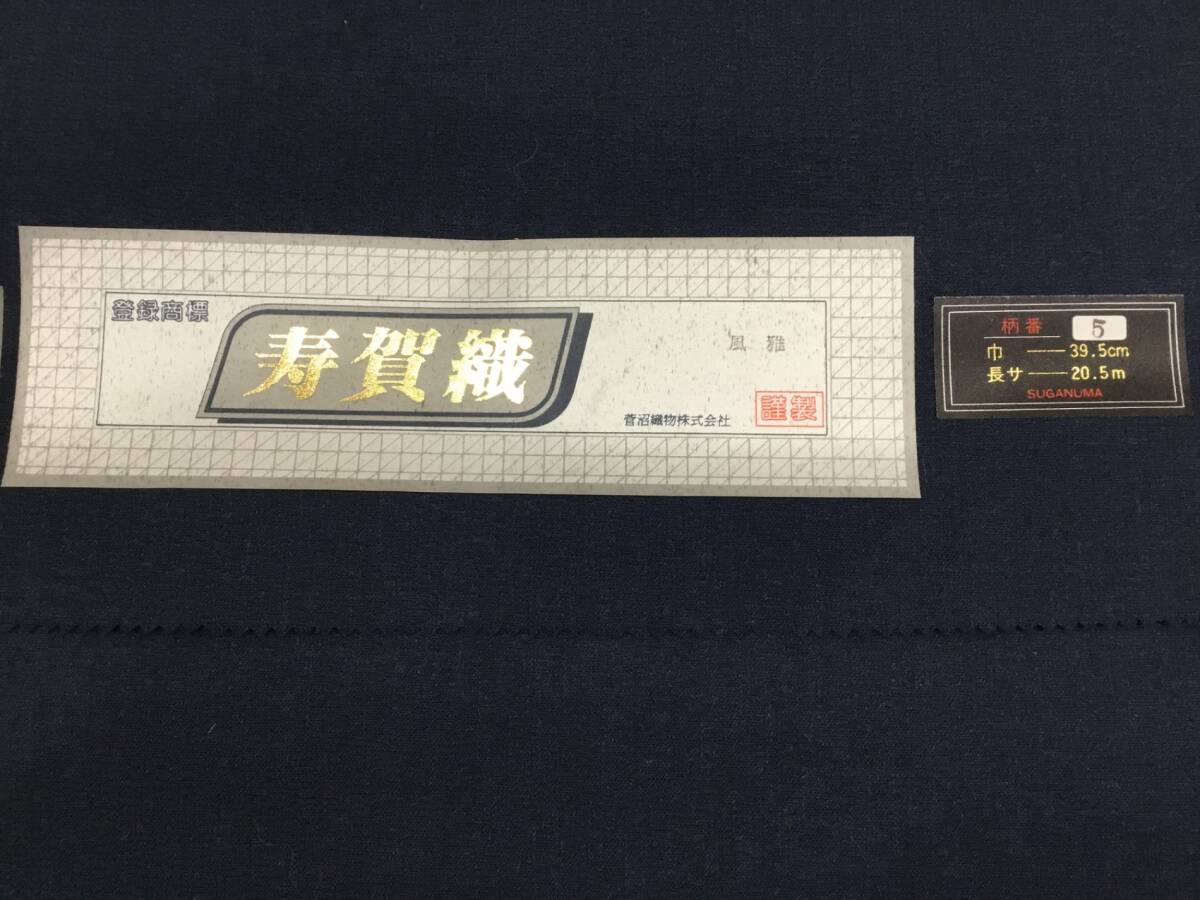 登録商標
寿賀織
風雅
菅沼織物株式会社
謹製
柄番 5
巾 ── 39.5cm
長サ ── 20.5m
SUGANUMA